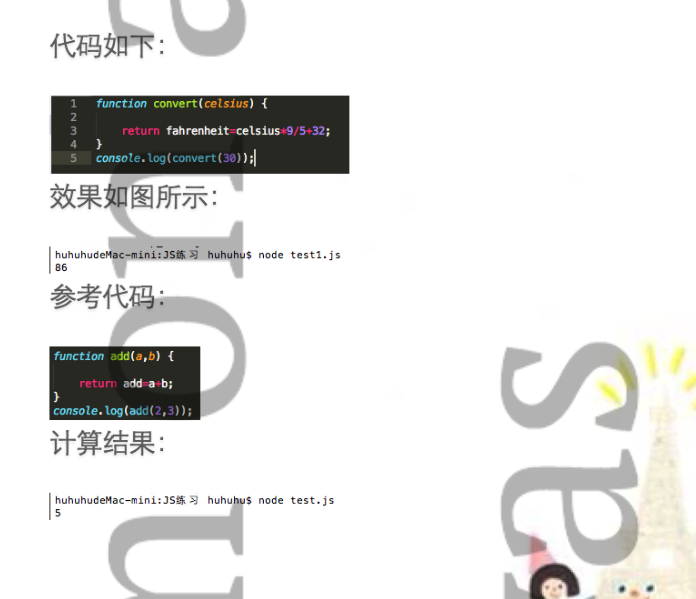 代码如下:
1 function convert(celsius) {
2
3 return fahrenheit=celsius*9/5+32;
4 }
5 console.log(convert(30));
效果如图所示:
huhuhudeMac-mini:JS练习 huhuhu$ node test1.js
86
参考代码:
function add(a,b) {
return add=a+b;
}
console.log(add(2,3));
计算结果:
huhuhudeMac-mini:JS练习 huhuhu$ node test.js
5